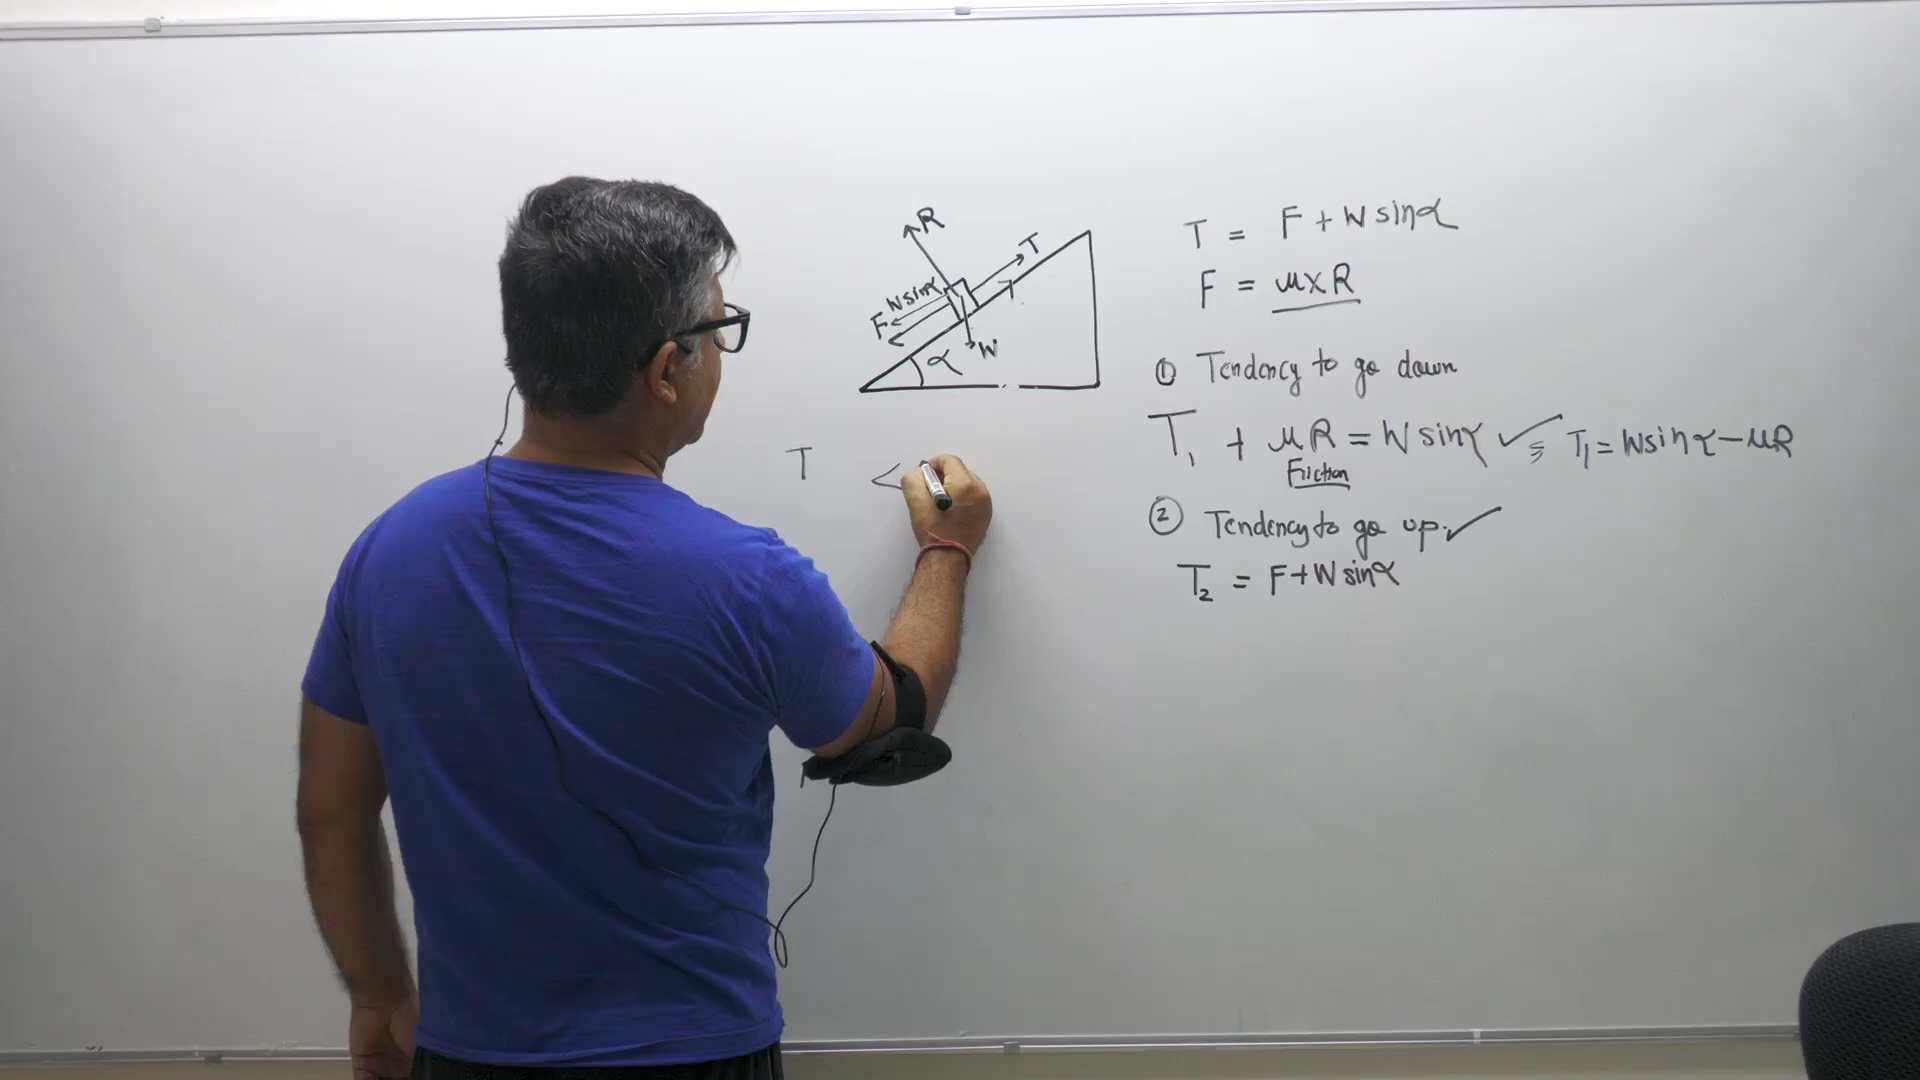 R
T
W sinα
T
F
W
α
T <
T = F + W sinα
F = μ x R
① Tendency to go down
T₁ + μR = W sinα ✓ ⇒ T₁ = W sinα - μR
Friction
② Tendency to go up. ✓
T₂ = F + W sinα